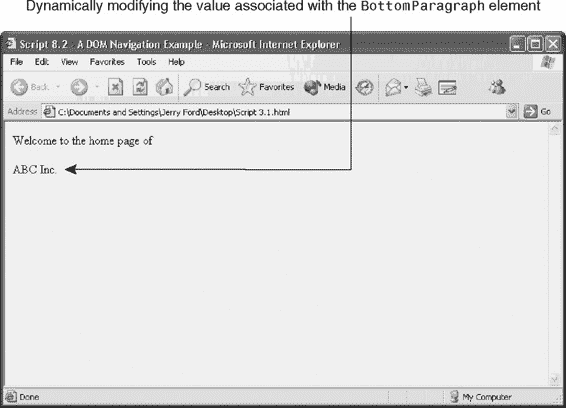 Dynamically modifying the value associated with the BottomParagraph element
Script 8.2 - A DOM Navigation Example - Microsoft Internet Explorer
File Edit View Favorites Tools Help
Back Search Favorites Media
Address C:\Documents and Settings\Jerry Ford\Desktop\Script 3.1.html Go
Welcome to the home page of
ABC Inc.
Done My Computer